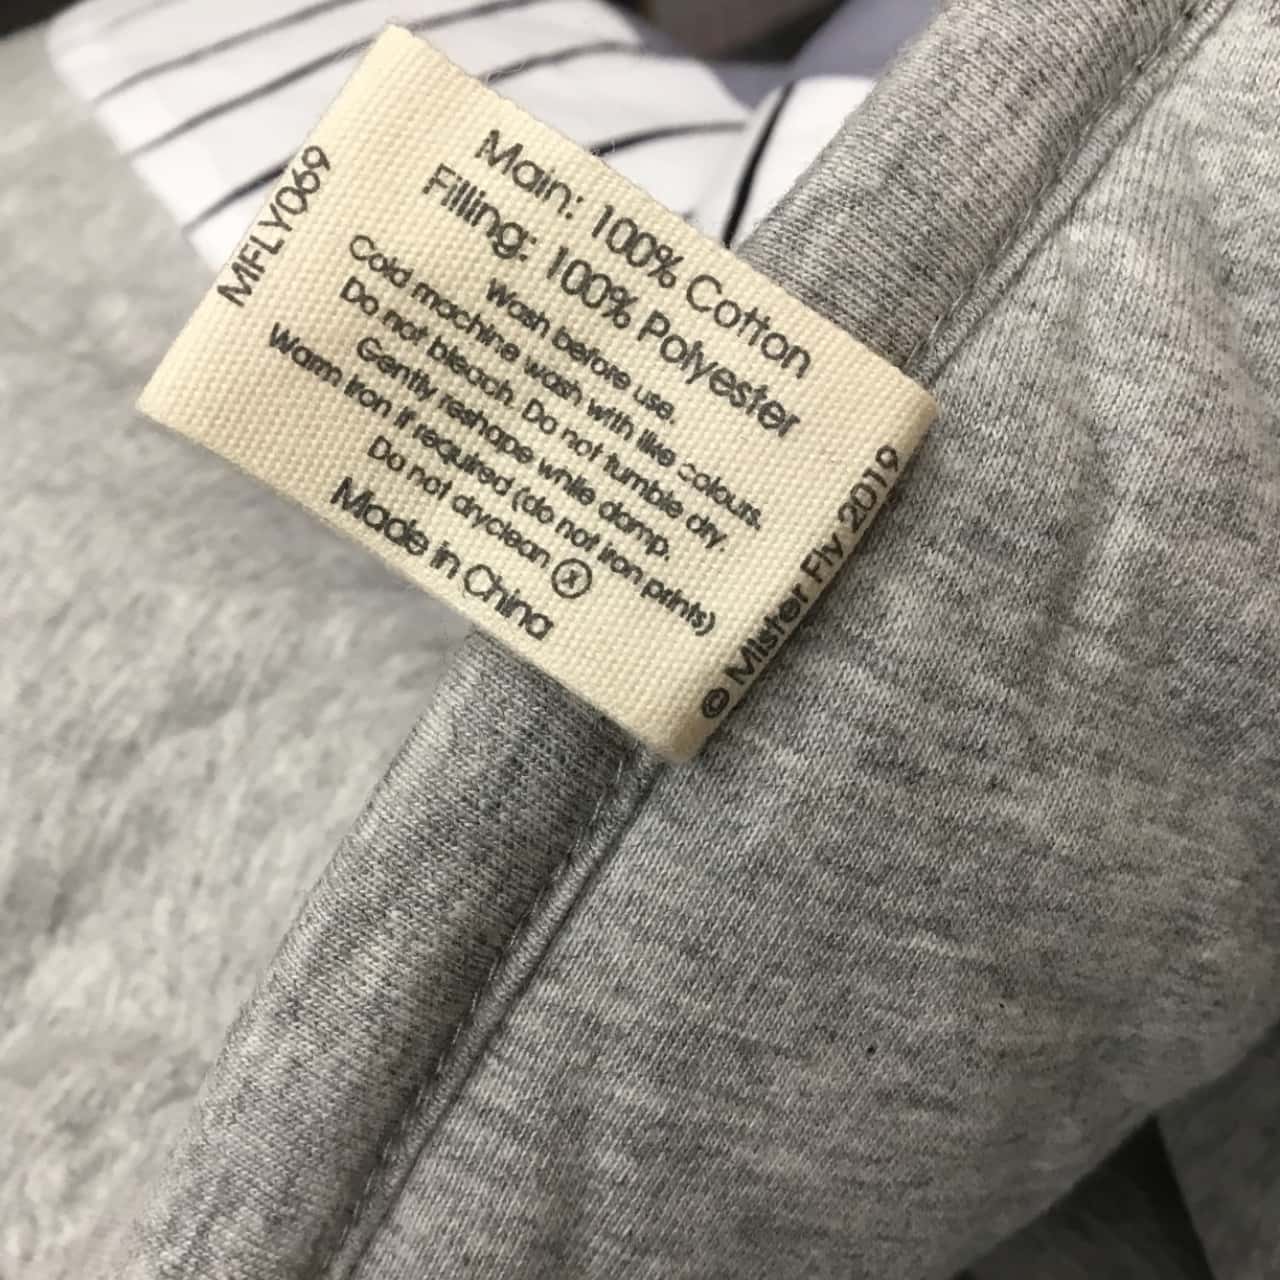 Main: 100% Cotton
Filling: 100% Polyester
Wash before use.
Cold machine wash with like colours.
Do not bleach. Do not tumble dry.
Gently reshape while damp.
Warm iron if required (do not iron prints)
Do not dryclean
Made in China
MFLY069
© Mister Fly 2019